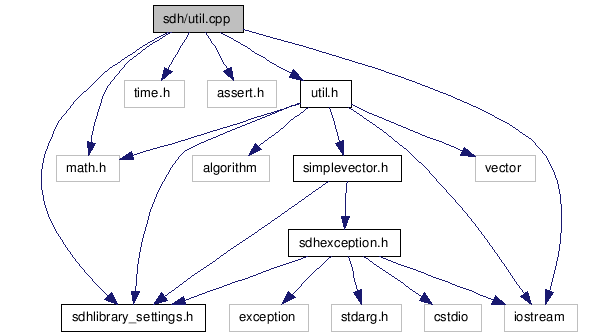 sdh/util.cpp
time.h
assert.h
util.h
math.h
algorithm
simplevector.h
vector
sdhexception.h
sdhlibrary_settings.h
exception
stdarg.h
cstdio
iostream